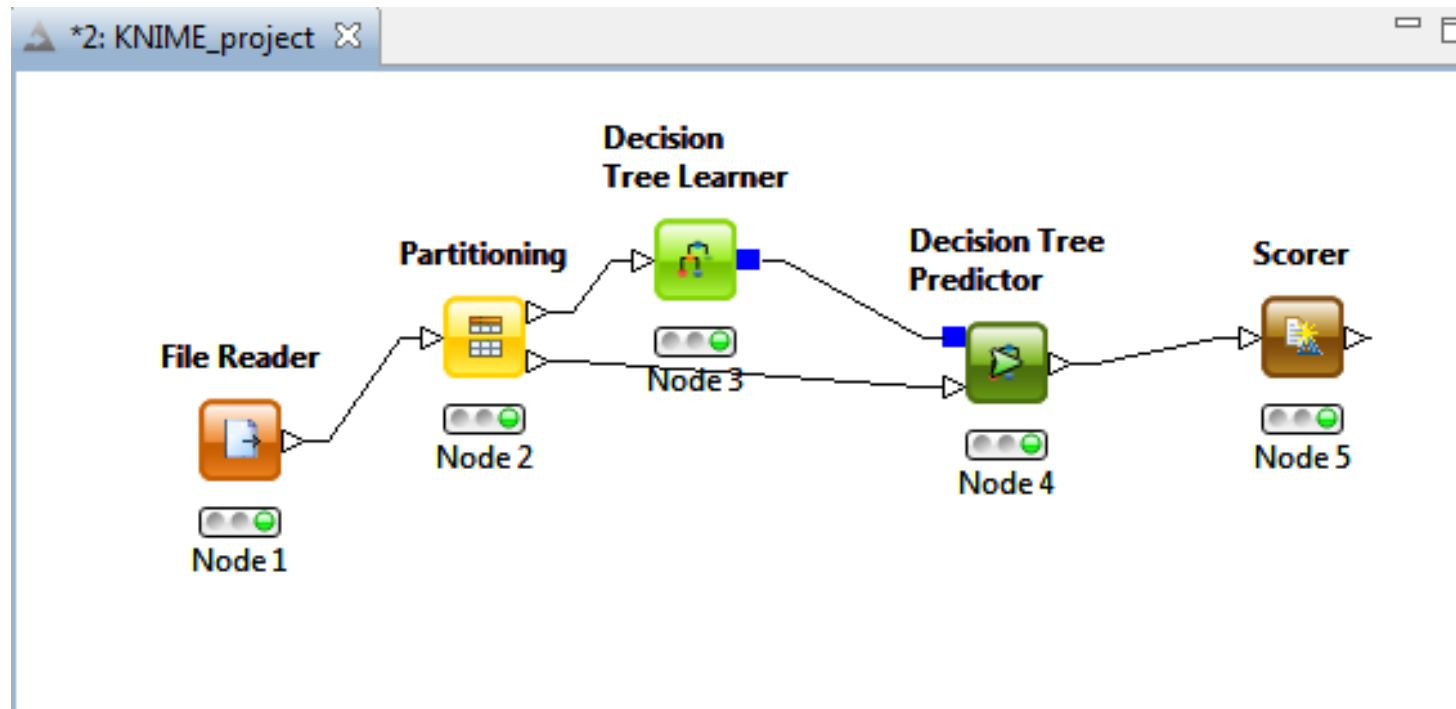 *2: KNIME_project
Decision
Tree Learner
Partitioning
Decision Tree
Predictor
Scorer
File Reader
Node 3
Node 2
Node 4
Node 5
Node 1